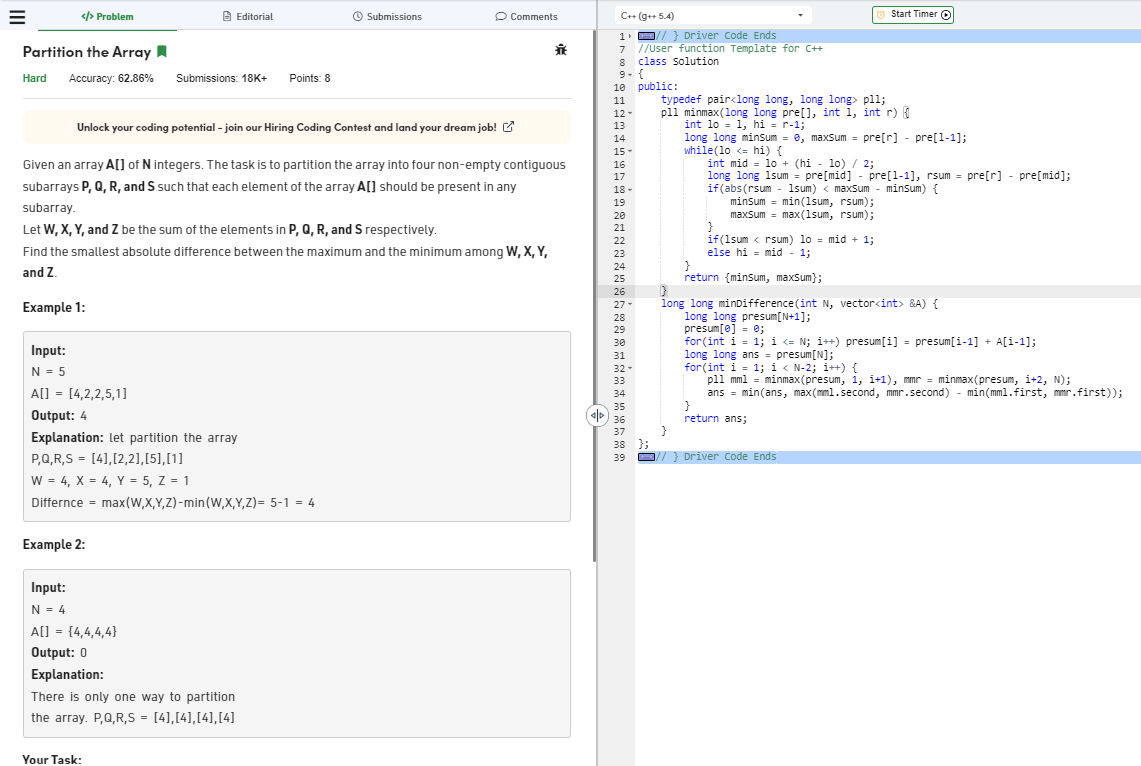 Problem
Editorial
Submissions
Comments
Partition the Array
Hard Accuracy: 62.86% Submissions: 18K+ Points: 8
Unlock your coding potential - join our Hiring Coding Contest and land your dream job!
Given an array A[] of N integers. The task is to partition the array into four non-empty contiguous
subarrays P, Q, R, and S such that each element of the array A[] should be present in any
subarray.
Let W, X, Y, and Z be the sum of the elements in P, Q, R, and S respectively.
Find the smallest absolute difference between the maximum and the minimum among W, X, Y,
and Z.
Example 1:
Input:
N = 5
A[] = [4,2,2,5,1]
Output: 4
Explanation: let partition the array
P,Q,R,S = [4],[2,2],[5],[1]
W = 4, X = 4, Y = 5, Z = 1
Differnce = max(W,X,Y,Z)-min(W,X,Y,Z)= 5-1 = 4
Example 2:
Input:
N = 4
A[] = {4,4,4,4}
Output: 0
Explanation:
There is only one way to partition
the array. P,Q,R,S = [4],[4],[4],[4]
Your Task:
C++ (g++ 5.4)
Start Timer
1 // } Driver Code Ends
7 //User function Template for C++
8 class Solution
9 {
10 public:
11 typedef pair<long long, long long> pll;
12 pll minmax(long long pre[], int l, int r) {
13 int lo = l, hi = r-1;
14 long long minSum = 0, maxSum = pre[r] - pre[l-1];
15 while(lo <= hi) {
16 int mid = lo + (hi - lo) / 2;
17 long long lsum = pre[mid] - pre[l-1], rsum = pre[r] - pre[mid];
18 if(abs(rsum - lsum) < maxSum - minSum) {
19 minSum = min(lsum, rsum);
20 maxSum = max(lsum, rsum);
21 }
22 if(lsum < rsum) lo = mid + 1;
23 else hi = mid - 1;
24 }
25 return {minSum, maxSum};
26 }
27 long long minDifference(int N, vector<int> &A) {
28 long long presum[N+1];
29 presum[0] = 0;
30 for(int i = 1; i <= N; i++) presum[i] = presum[i-1] + A[i-1];
31 long long ans = presum[N];
32 for(int i = 1; i < N-2; i++) {
33 pll mml = minmax(presum, 1, i+1), mmr = minmax(presum, i+2, N);
34 ans = min(ans, max(mml.second, mmr.second) - min(mml.first, mmr.first));
35 }
36 return ans;
37 }
38 };
39 // } Driver Code Ends